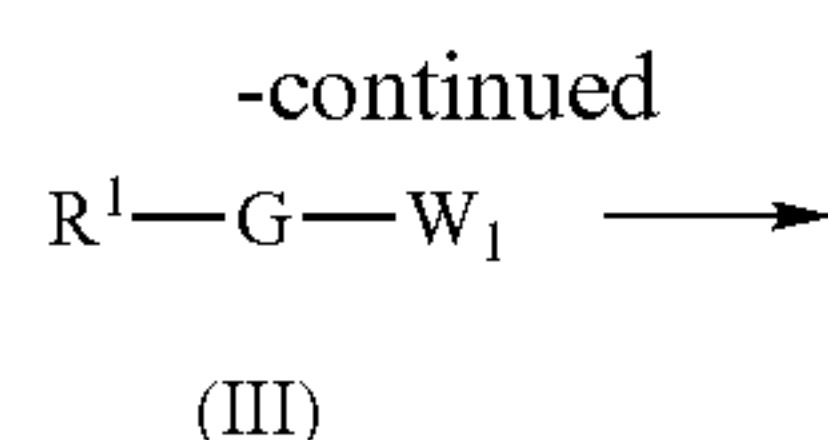 -continued
R¹—G—W₁ →
(III)